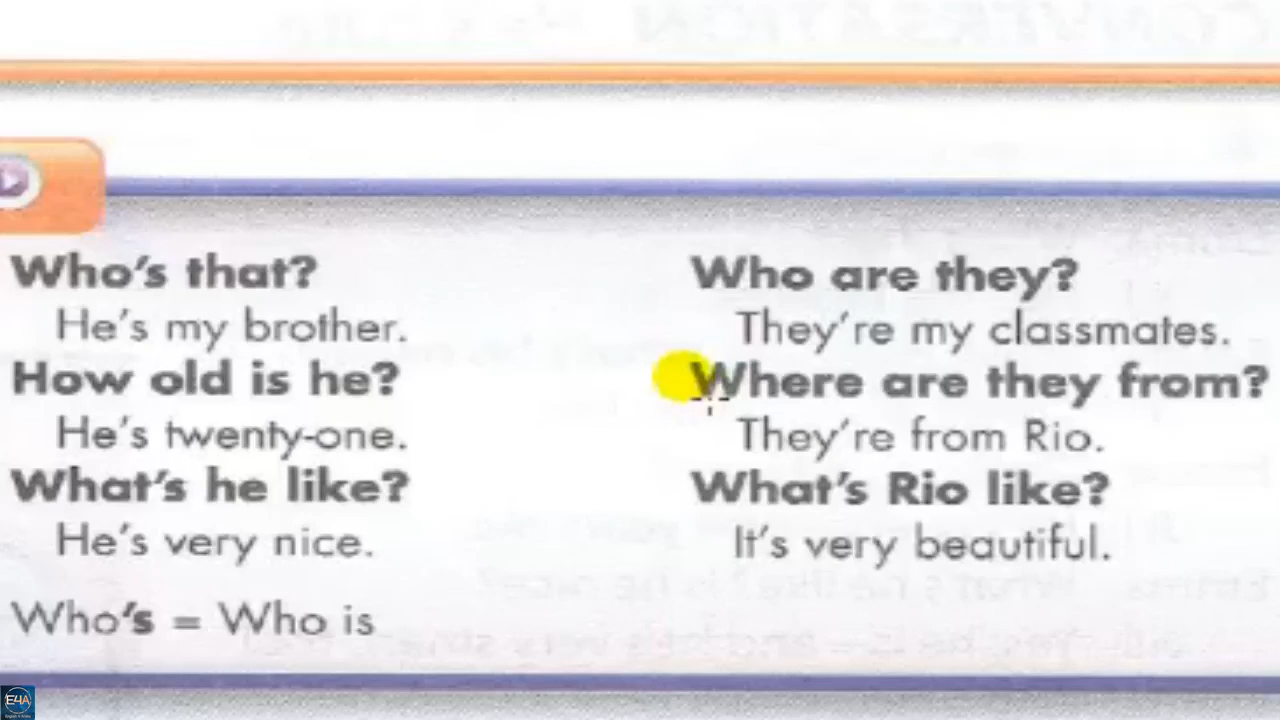 Who's that?
He's my brother.
How old is he?
He's twenty-one.
What's he like?
He's very nice.
Who's = Who is
Who are they?
They're my classmates.
Where are they from?
They're from Rio.
What's Rio like?
It's very beautiful.
E4A